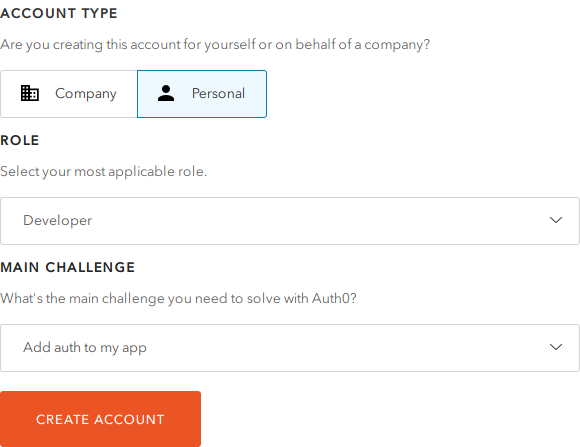 ACCOUNT TYPE
Are you creating this account for yourself or on behalf of a company?
Company Personal
ROLE
Select your most applicable role.
Developer
MAIN CHALLENGE
What's the main challenge you need to solve with Auth0?
Add auth to my app
CREATE ACCOUNT